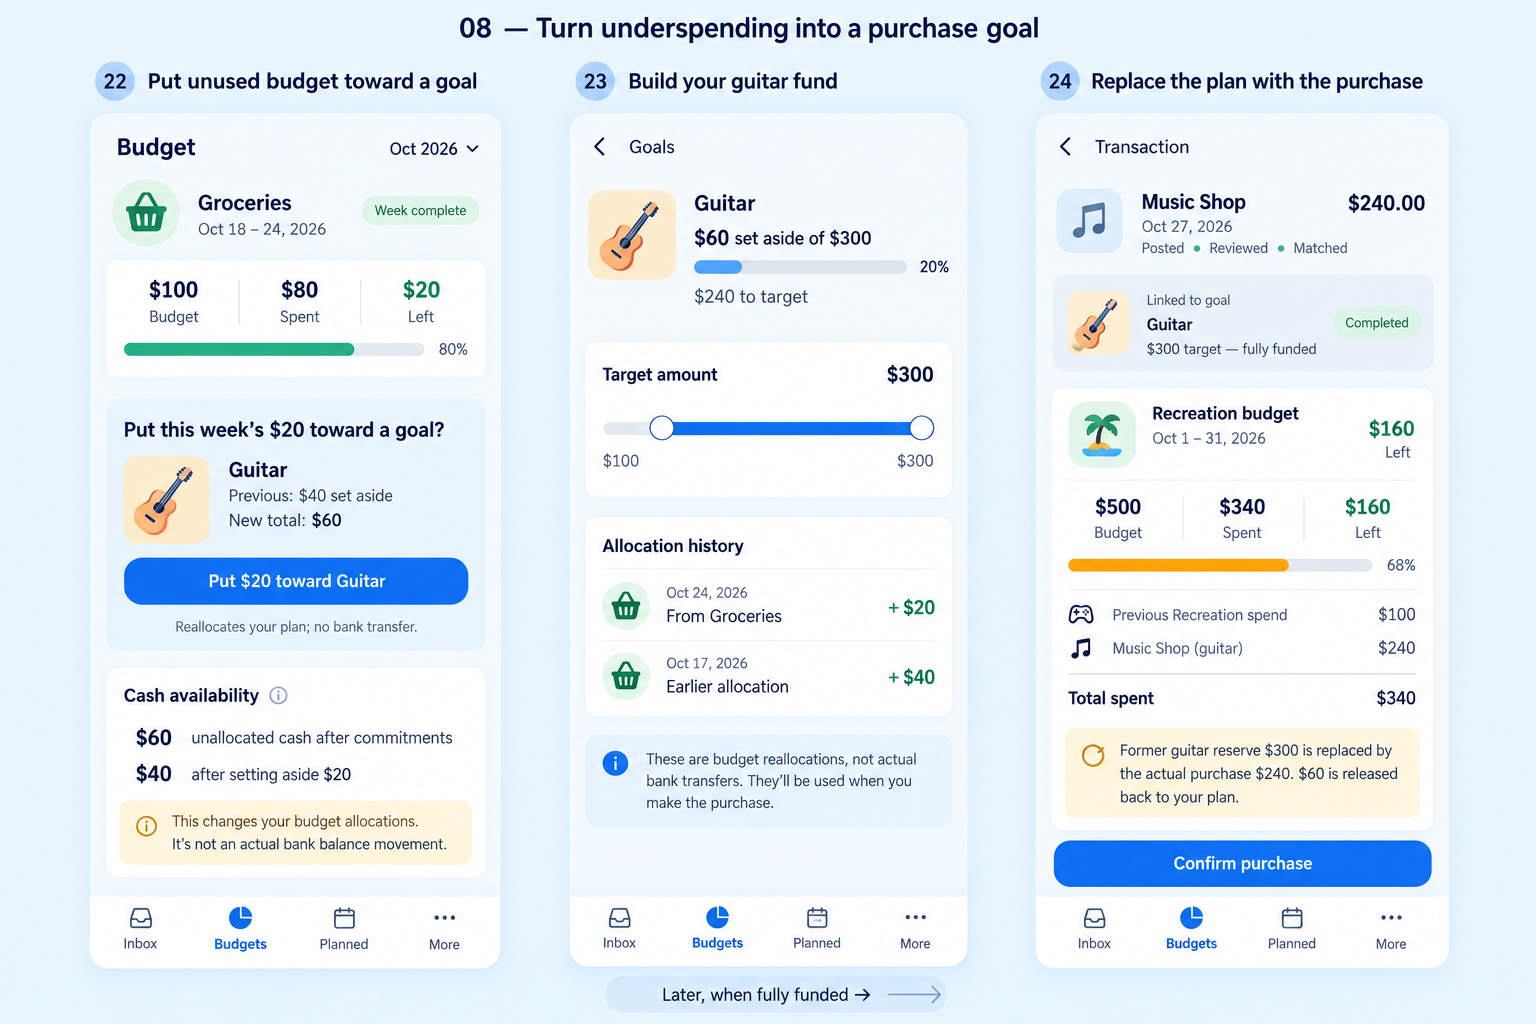 08 — Turn underspending into a purchase goal
22 Put unused budget toward a goal
Budget
Oct 2026
Groceries
Oct 18 – 24, 2026
Week complete
$100
Budget
$80
Spent
$20
Left
80%
Put this week's $20 toward a goal?
Guitar
Previous: $40 set aside
New total: $60
Put $20 toward Guitar
Reallocates your plan; no bank transfer.
Cash availability
$60 unallocated cash after commitments
$40 after setting aside $20
This changes your budget allocations.
It's not an actual bank balance movement.
Inbox
Budgets
Planned
More
23 Build your guitar fund
Goals
Guitar
$60 set aside of $300
20%
$240 to target
Target amount $300
$100 $300
Allocation history
Oct 24, 2026
From Groceries
+ $20
Oct 17, 2026
Earlier allocation
+ $40
These are budget reallocations, not actual
bank transfers. They'll be used when you
make the purchase.
Inbox
Budgets
Planned
More
Later, when fully funded →
24 Replace the plan with the purchase
Transaction
Music Shop
$240.00
Oct 27, 2026
Posted • Reviewed • Matched
Linked to goal
Guitar
$300 target — fully funded
Completed
Recreation budget
Oct 1 – 31, 2026
$160
Left
$500
Budget
$340
Spent
$160
Left
68%
Previous Recreation spend $100
Music Shop (guitar) $240
Total spent $340
Former guitar reserve $300 is replaced by
the actual purchase $240. $60 is released
back to your plan.
Confirm purchase
Inbox
Budgets
Planned
More